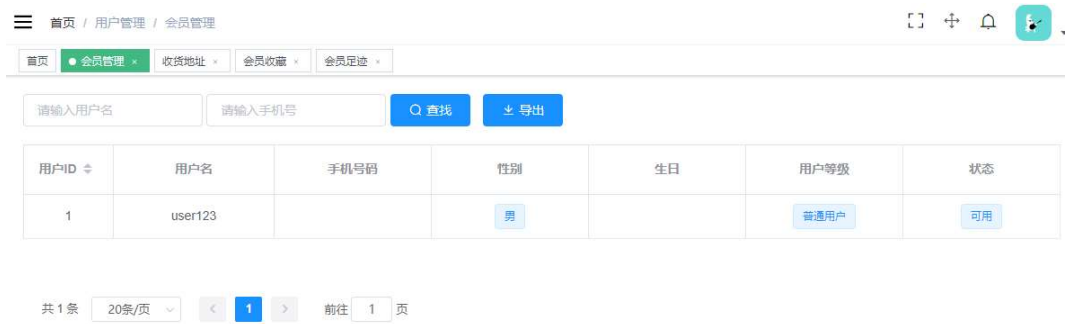 首页 / 用户管理 / 会员管理
首页 会员管理 × 收货地址 × 会员收藏 × 会员足迹 ×
请输入用户名 请输入手机号 查找 导出
用户ID 用户名 手机号码 性别 生日 用户等级 状态
1 user123 男 普通用户 可用
共 1 条 20条/页 < 1 > 前往 1 页